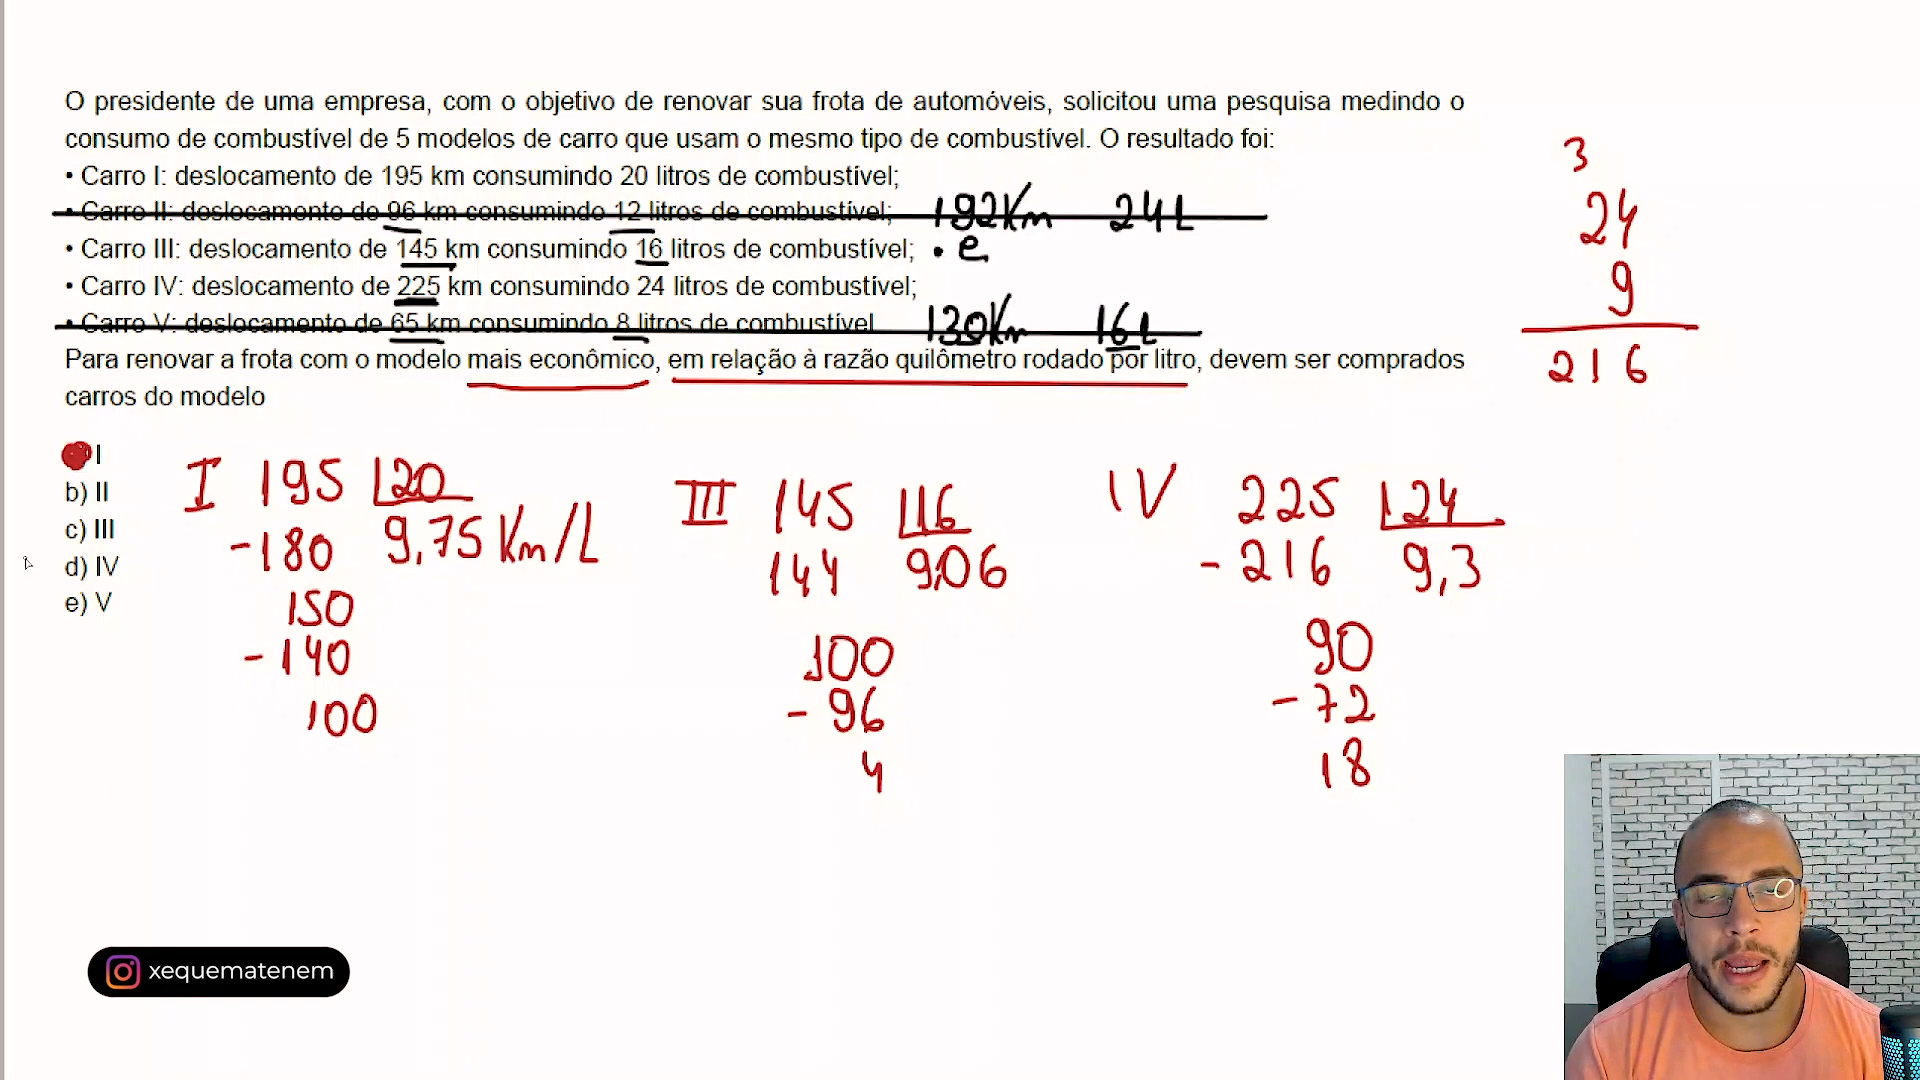 O presidente de uma empresa, com o objetivo de renovar sua frota de automóveis, solicitou uma pesquisa medindo o
consumo de combustível de 5 modelos de carro que usam o mesmo tipo de combustível. O resultado foi:
• Carro I: deslocamento de 195 km consumindo 20 litros de combustível;
• Carro II: deslocamento de 96 km consumindo 12 litros de combustível; 192Km 24L
• Carro III: deslocamento de 145 km consumindo 16 litros de combustível; • e
• Carro IV: deslocamento de 225 km consumindo 24 litros de combustível;
• Carro V: deslocamento de 65 km consumindo 8 litros de combustível 130Km 16L
Para renovar a frota com o modelo mais econômico, em relação à razão quilômetro rodado por litro, devem ser comprados
carros do modelo
3
24
9
216
I
b) II
c) III
d) IV
e) V
I 195 20
-180 9,75 Km/L
150
-140
100
III 145 16
144 9,06
100
- 96
4
IV 225 24
- 216 9,3
90
- 72
18
xequematenem